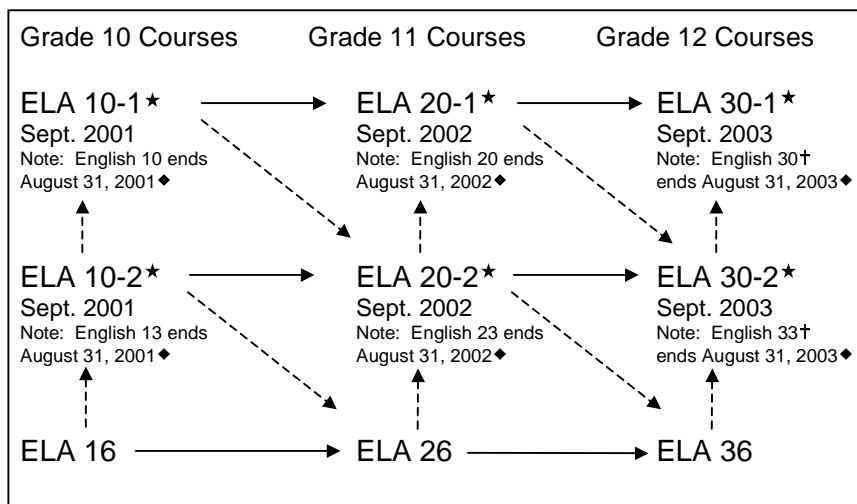 Grade 10 Courses Grade 11 Courses Grade 12 Courses
ELA 10-1★ ELA 20-1★ ELA 30-1★
Sept. 2001 Sept. 2002 Sept. 2003
Note: English 10 ends Note: English 20 ends Note: English 30†
August 31, 2001◆ August 31, 2002◆ ends August 31, 2003◆
ELA 10-2★ ELA 20-2★ ELA 30-2★
Sept. 2001 Sept. 2002 Sept. 2003
Note: English 13 ends Note: English 23 ends Note: English 33†
August 31, 2001◆ August 31, 2002◆ ends August 31, 2003◆
ELA 16 ELA 26 ELA 36